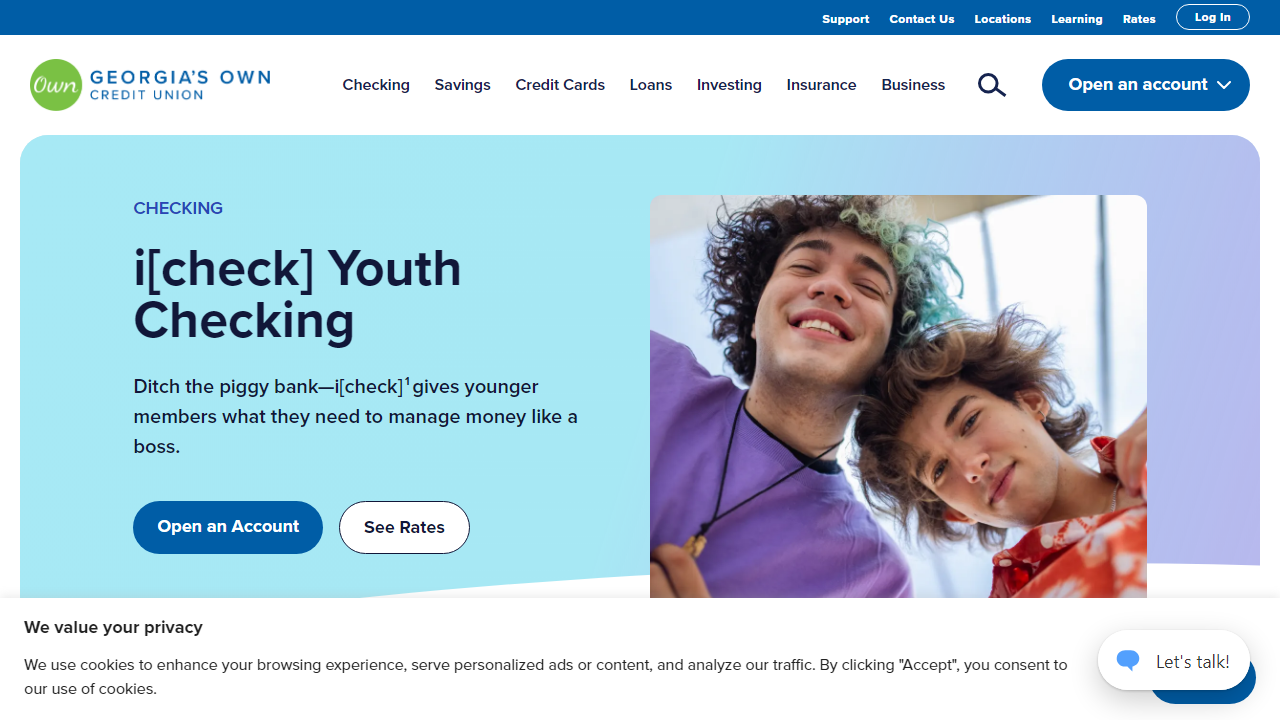 Support Contact Us Locations Learning Rates Log In
Own GEORGIA'S OWN
CREDIT UNION
Checking Savings Credit Cards Loans Investing Insurance Business
Open an account
CHECKING
i[check] Youth
Checking
Ditch the piggy bank—i[check]¹ gives younger
members what they need to manage money like a
boss.
Open an Account See Rates
We value your privacy
We use cookies to enhance your browsing experience, serve personalized ads or content, and analyze our traffic. By clicking "Accept", you consent to
our use of cookies.
Let's talk!